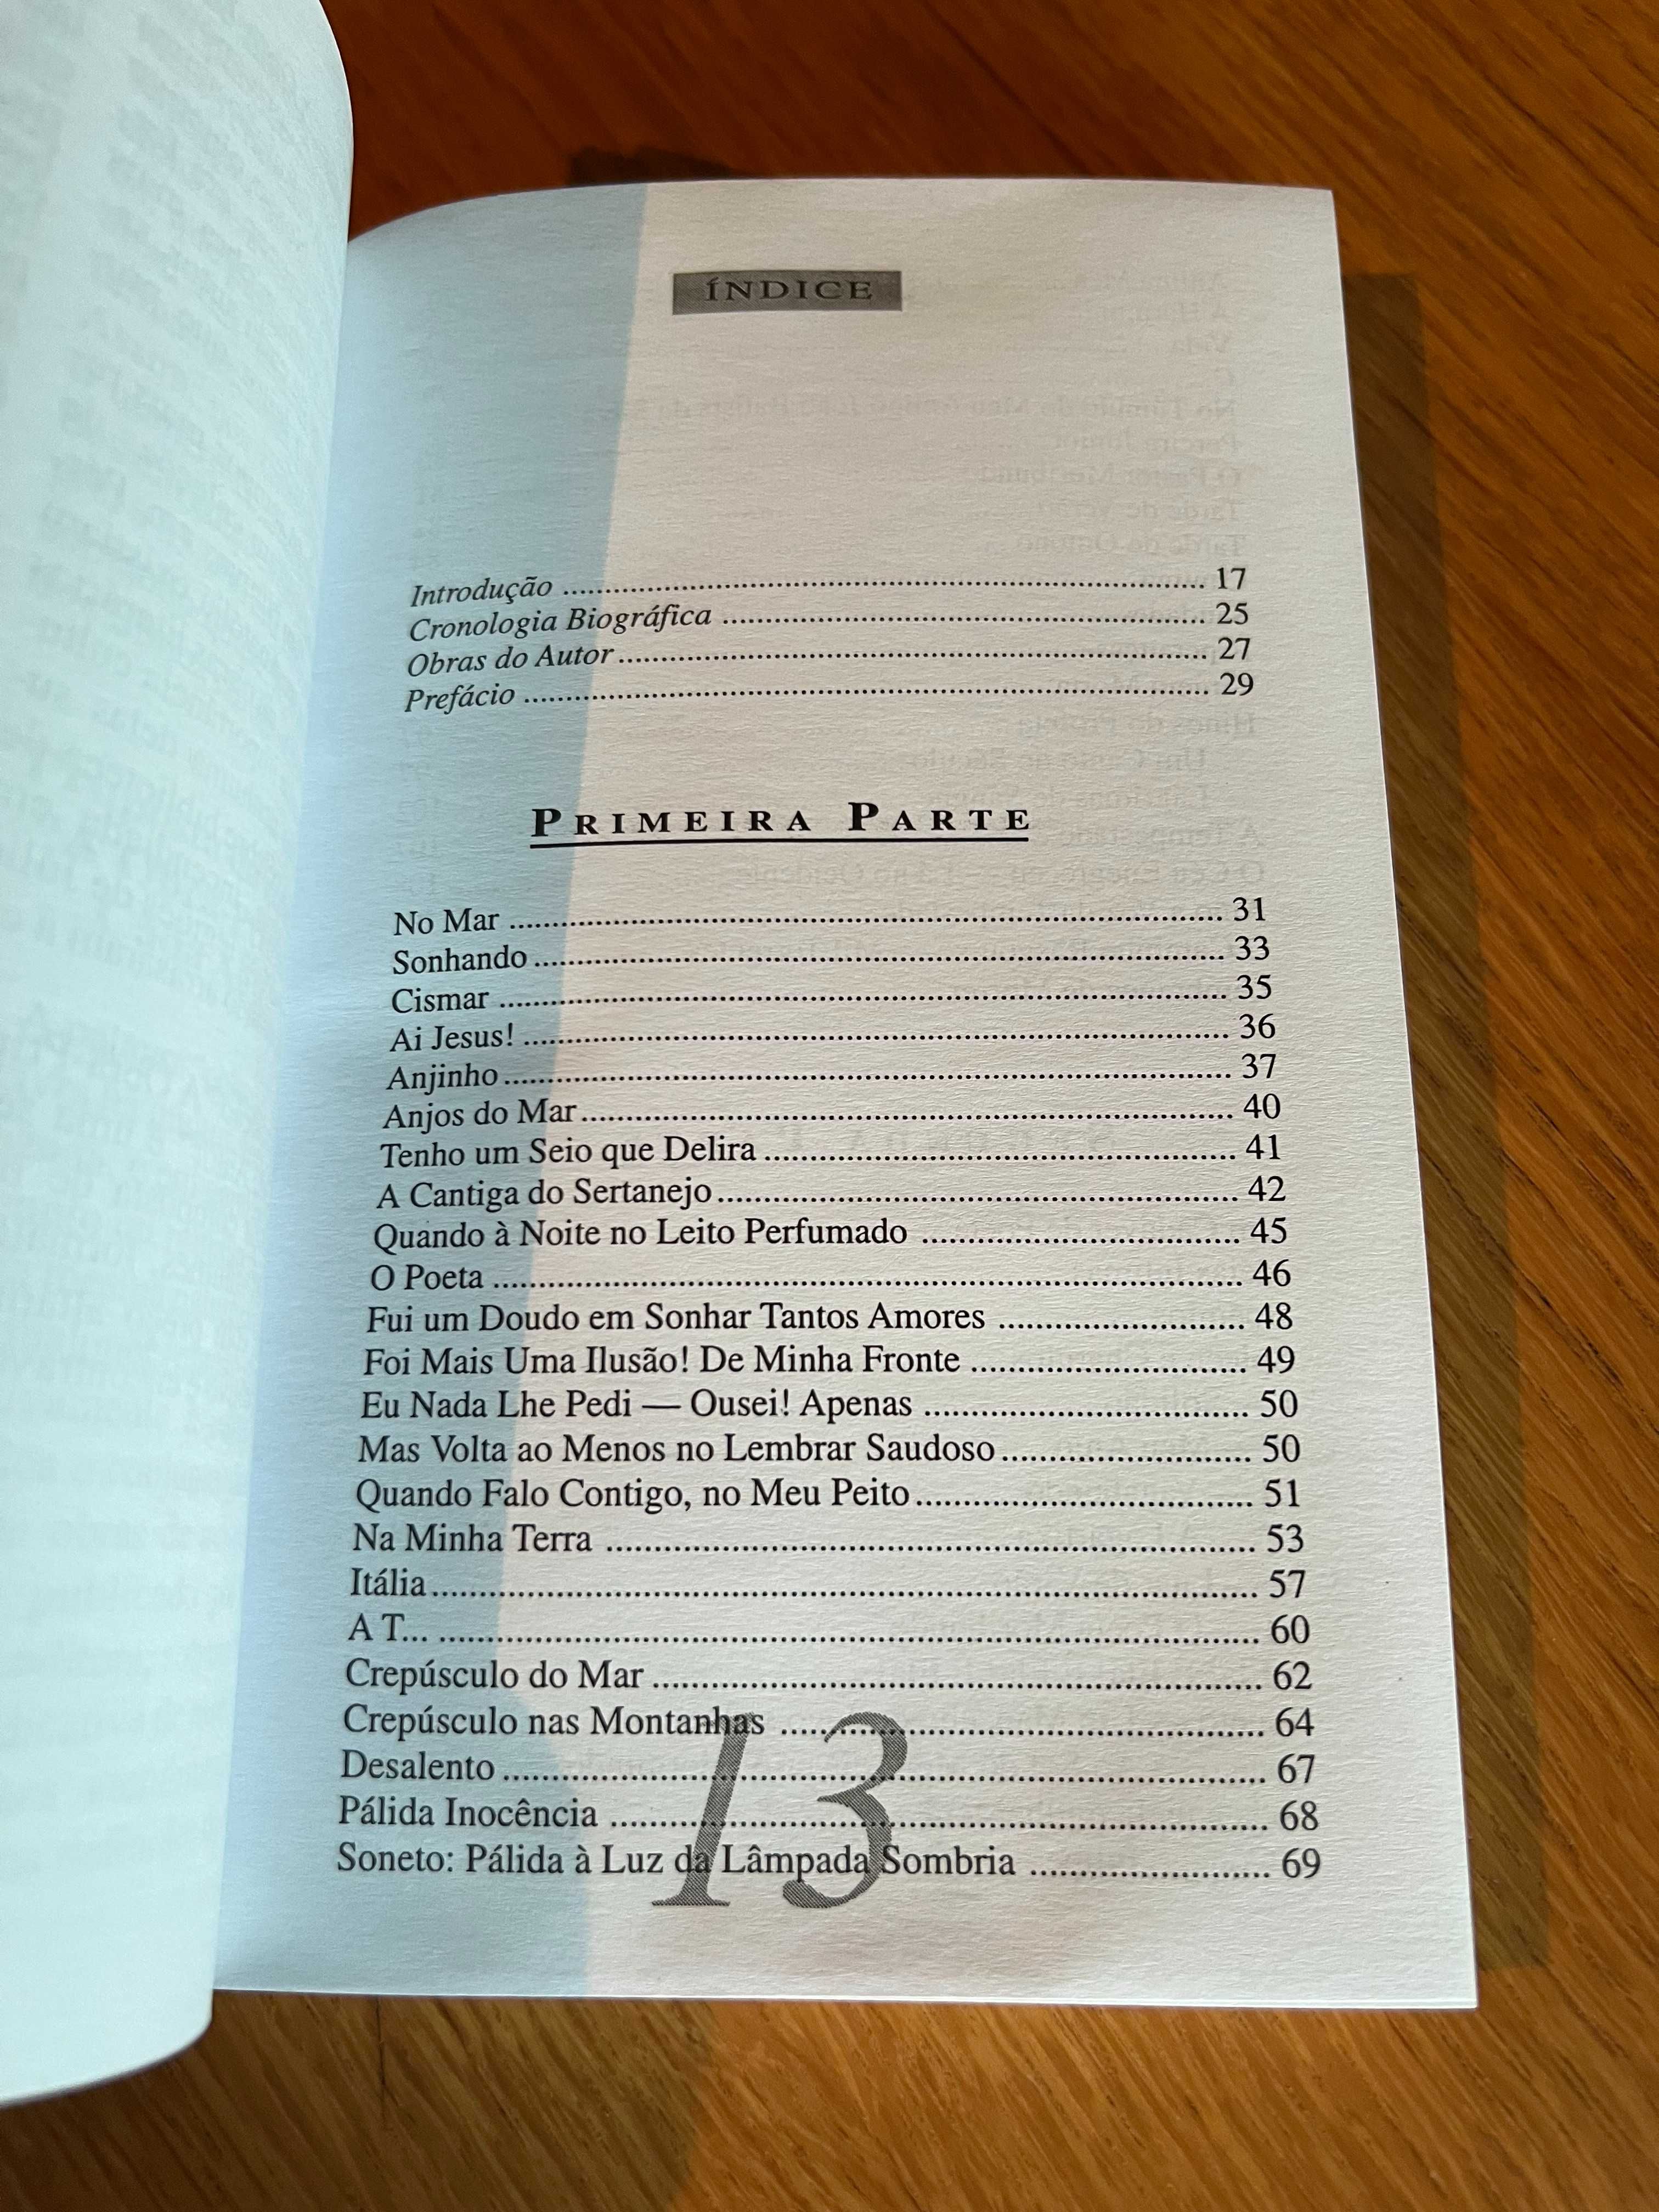 ÍNDICE
Introdução ........ 17
Cronologia Biográfica ........ 25
Obras do Autor ........ 27
Prefácio ........ 29
PRIMEIRA PARTE
No Mar ........ 31
Sonhando ........ 33
Cismar ........ 35
Ai Jesus! ........ 36
Anjinho ........ 37
Anjos do Mar ........ 40
Tenho um Seio que Delira ........ 41
A Cantiga do Sertanejo ........ 42
Quando à Noite no Leito Perfumado ........ 45
O Poeta ........ 46
Fui um Doudo em Sonhar Tantos Amores ........ 48
Foi Mais Uma Ilusão! De Minha Fronte ........ 49
Eu Nada Lhe Pedi — Ousei! Apenas ........ 50
Mas Volta ao Menos no Lembrar Saudoso ........ 50
Quando Falo Contigo, no Meu Peito ........ 51
Na Minha Terra ........ 53
Itália ........ 57
A T... ........ 60
Crepúsculo do Mar ........ 62
Crepúsculo nas Montanhas ........ 64
Desalento ........ 67
Pálida Inocência ........ 68
Soneto: Pálida à Luz da Lâmpada Sombria ........ 69
13